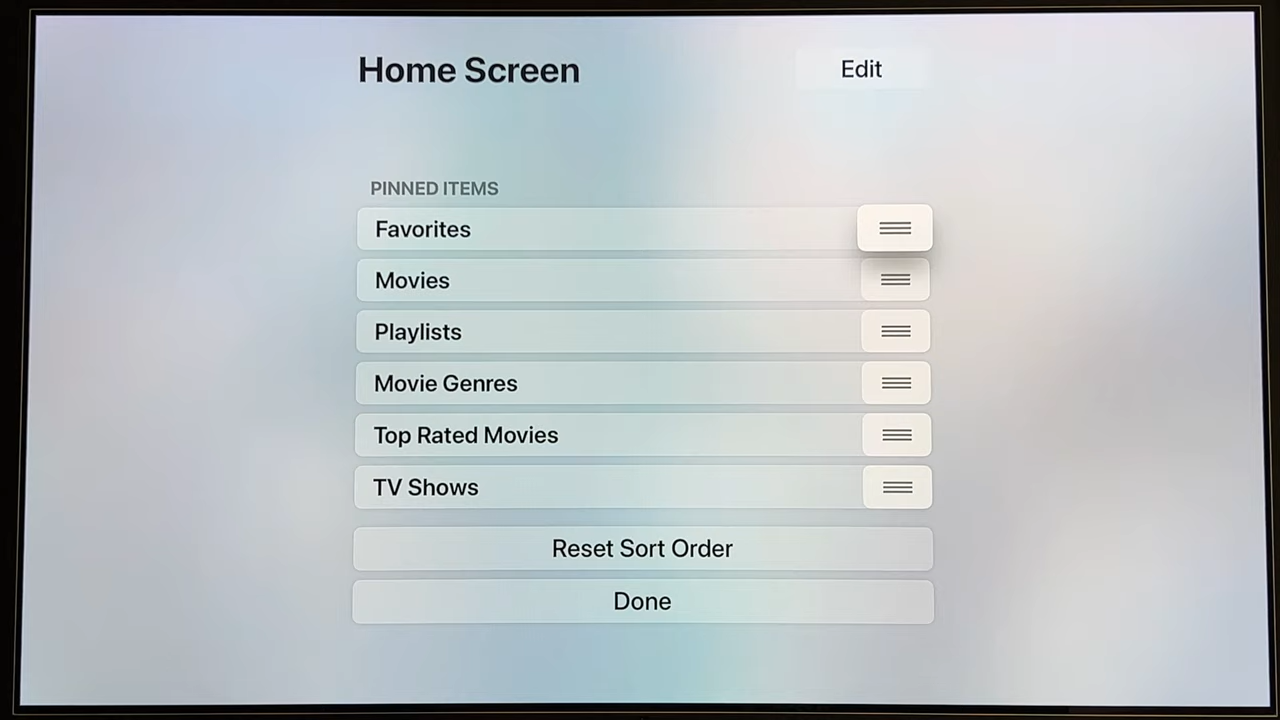 Home Screen
Edit
PINNED ITEMS
Favorites
Movies
Playlists
Movie Genres
Top Rated Movies
TV Shows
Reset Sort Order
Done